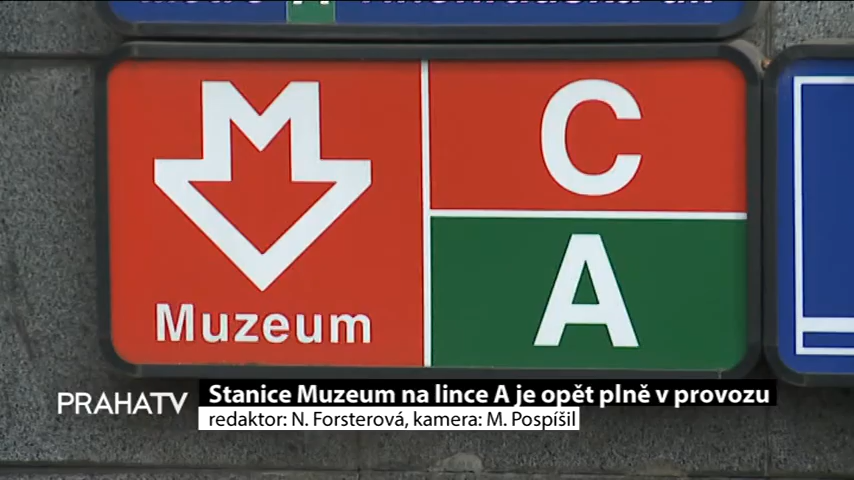 C
A
Muzeum
PRAHATV
Stanice Muzeum na lince A je opět plně v provozu
redaktor: N. Forsterová, kamera: M. Pospíšil